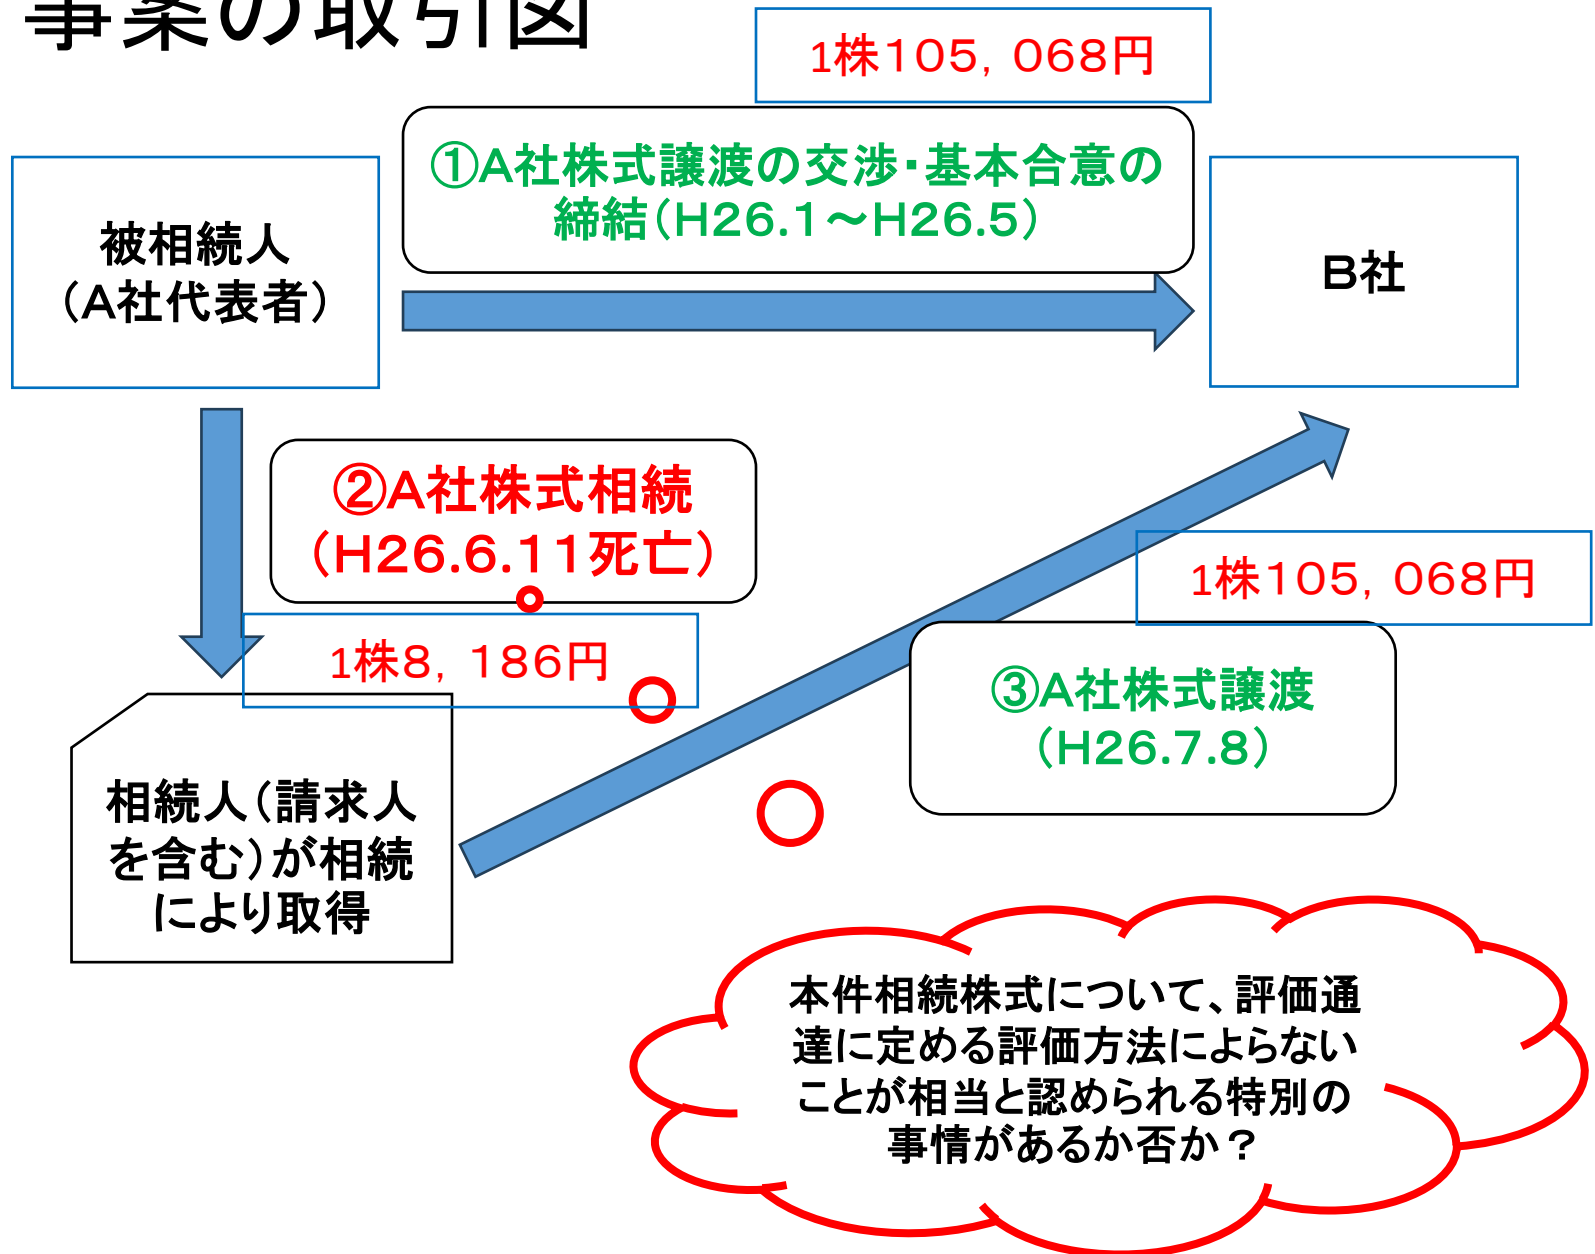 事案の取引図
1株105，068円
①A社株式譲渡の交渉・基本合意の
締結（H26.1～H26.5）
被相続人
（A社代表者）
B社
②A社株式相続
（H26.6.11死亡）
1株105，068円
1株8，186円
③A社株式譲渡
（H26.7.8）
相続人（請求人
を含む）が相続
により取得
本件相続株式について、評価通
達に定める評価方法によらない
ことが相当と認められる特別の
事情があるか否か？